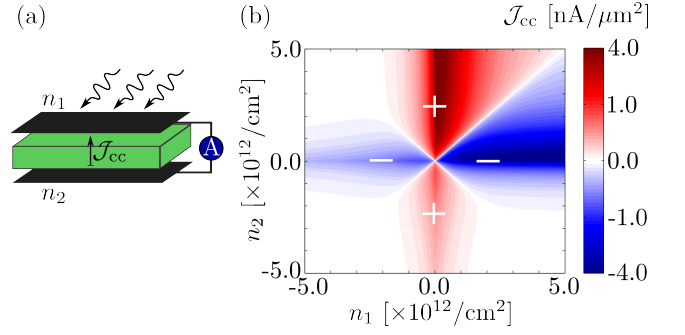 (a)
n₁
𝒥cc
A
n₂
(b)
𝒥cc [nA/μm²]
n₂ [×10¹²/cm²]
5.0
0.0
-5.0
+
−
−
+
-5.0
0.0
5.0
n₁ [×10¹²/cm²]
4.0
1.0
0.0
-1.0
-4.0